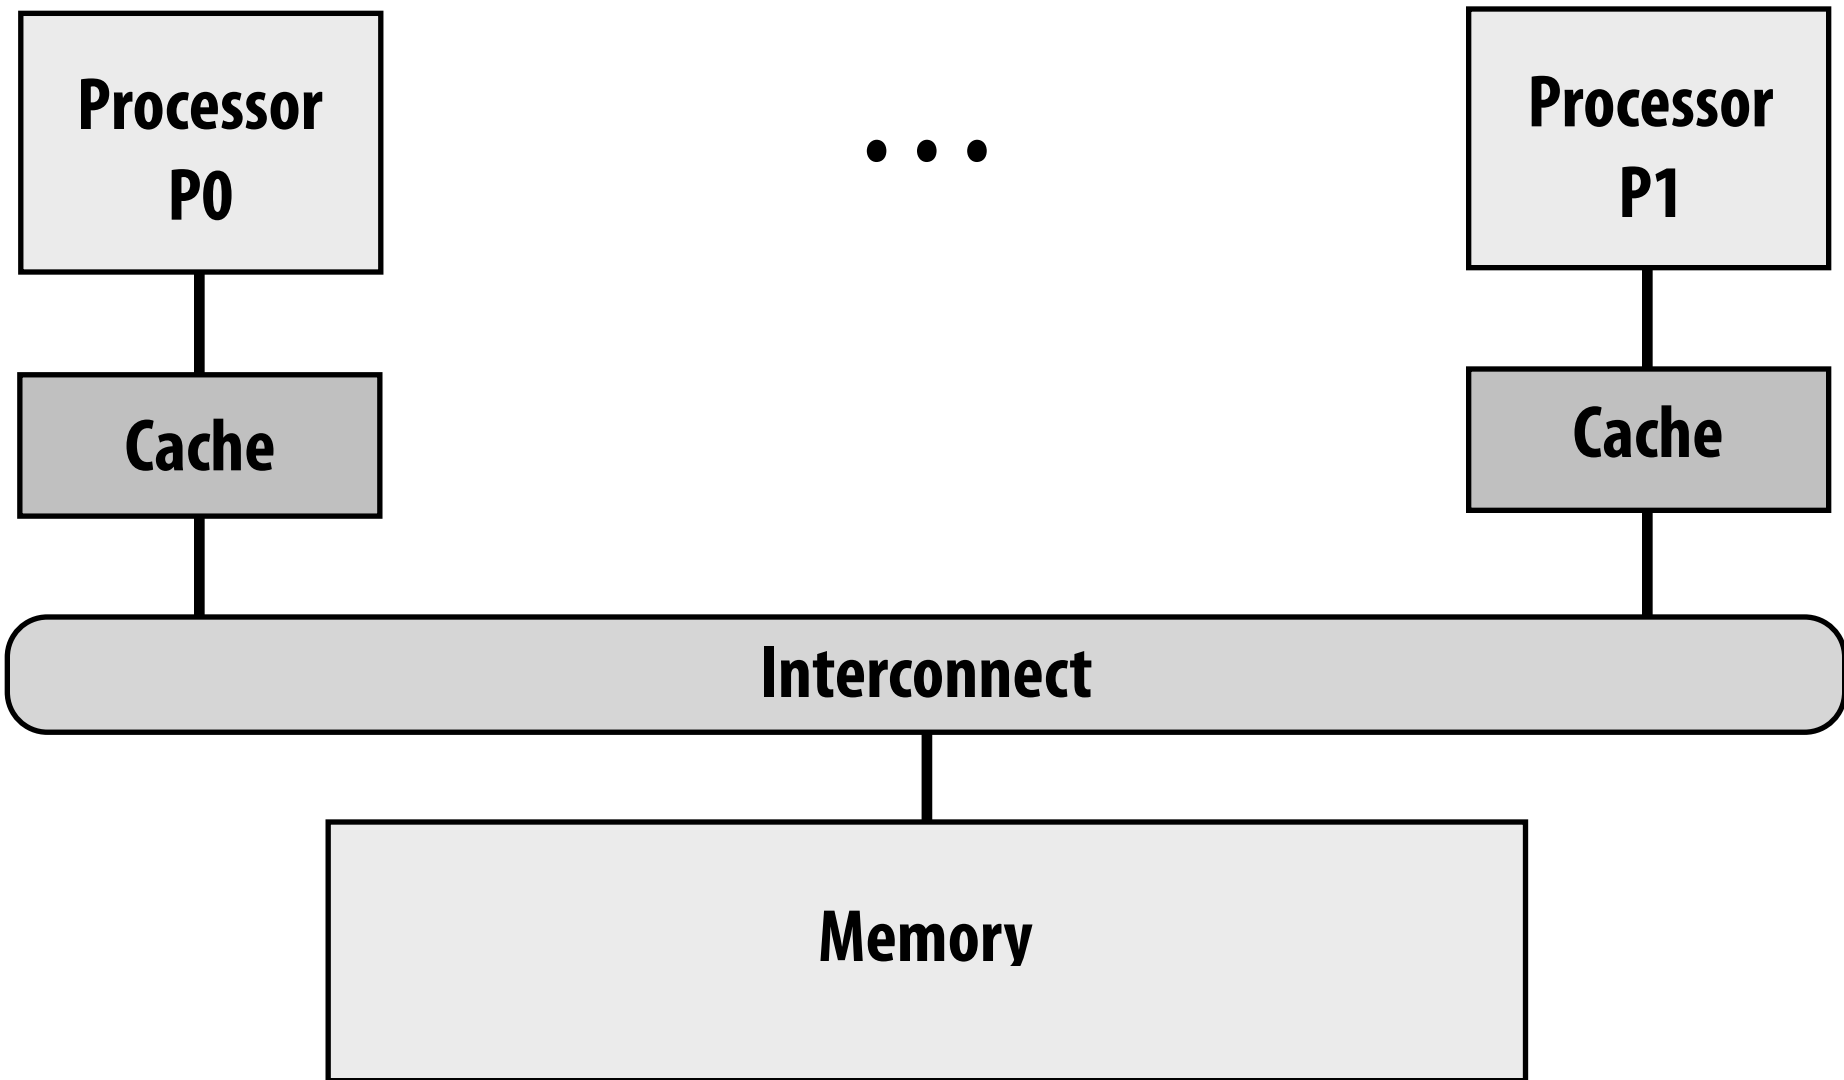 Processor
P0
• • •
Processor
P1
Cache
Cache
Interconnect
Memory